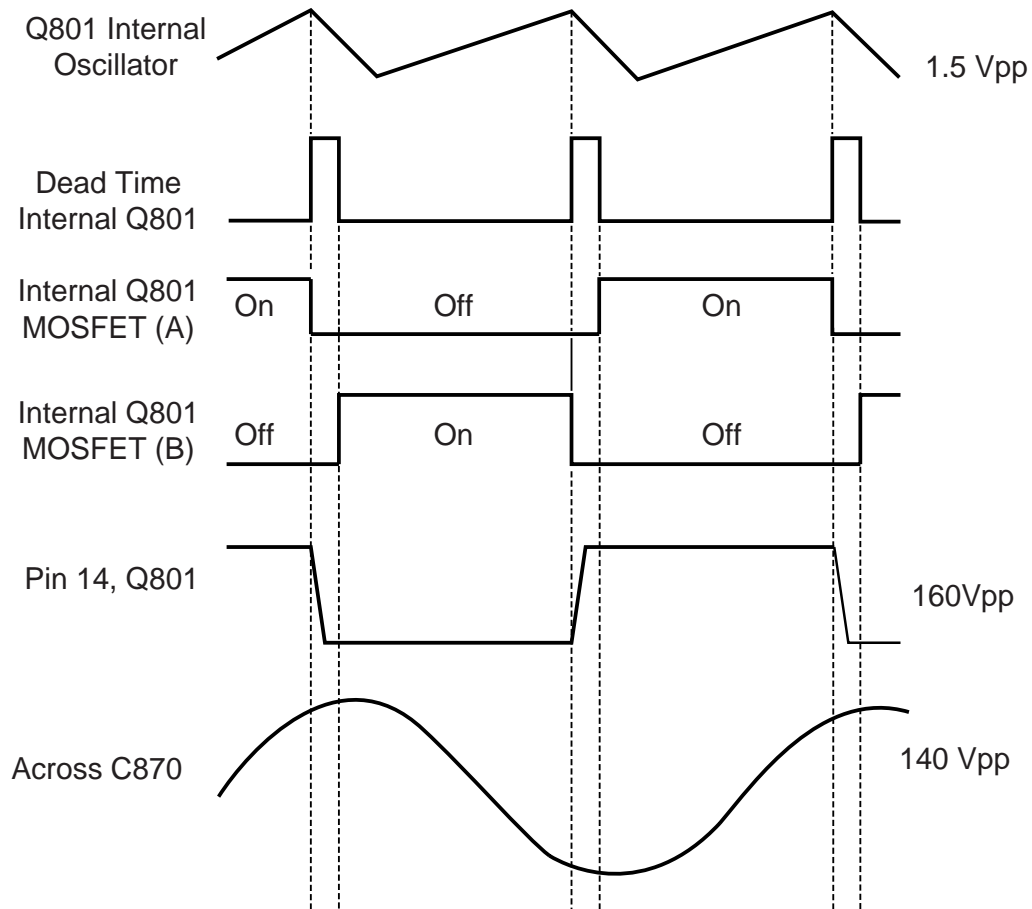 Q801 Internal
Oscillator
1.5 Vpp
Dead Time
Internal Q801
Internal Q801
MOSFET (A)
On
Off
On
Internal Q801
MOSFET (B)
Off
On
Off
Pin 14, Q801
160Vpp
Across C870
140 Vpp